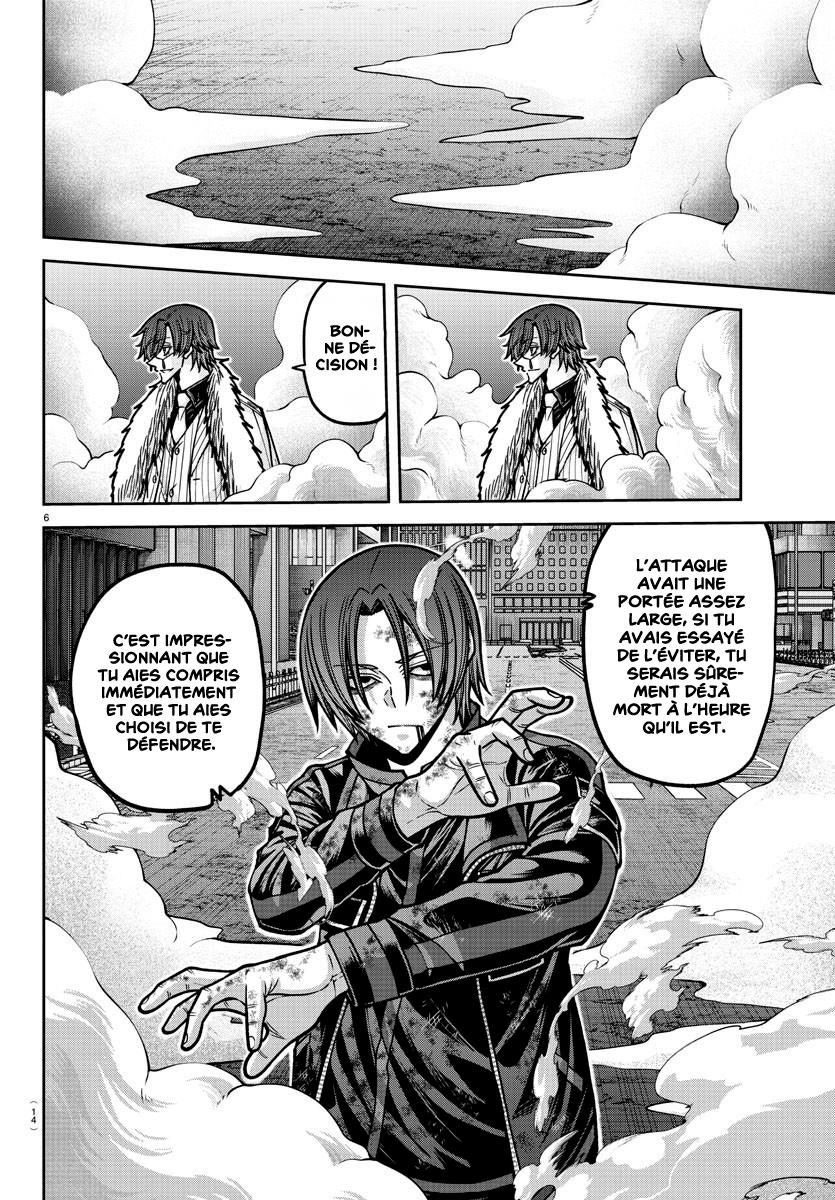 BON-
NE DÉ-
CISION !
6
L'ATTAQUE
AVAIT UNE
PORTÉE ASSEZ
LARGE, SI TU
AVAIS ESSAYÉ
DE L'ÉVITER, TU
SERAIS SÛRE-
MENT DÉJÀ
MORT À L'HEURE
QU'IL EST.
C'EST IMPRES-
SIONNANT QUE
TU AIES COMPRIS
IMMÉDIATEMENT
ET QUE TU AIES
CHOISI DE TE
DÉFENDRE.
(14)